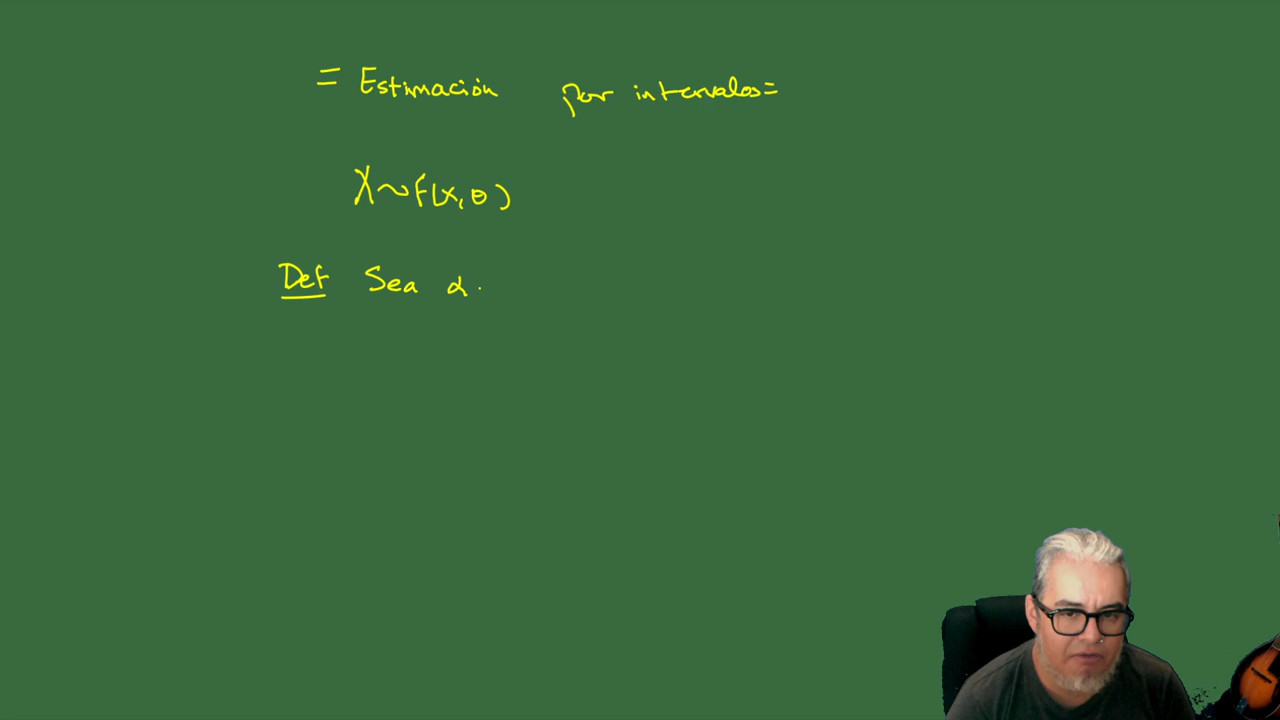 = Estimación por intervalos =
X ~ f(x, θ)
Def Sea α.